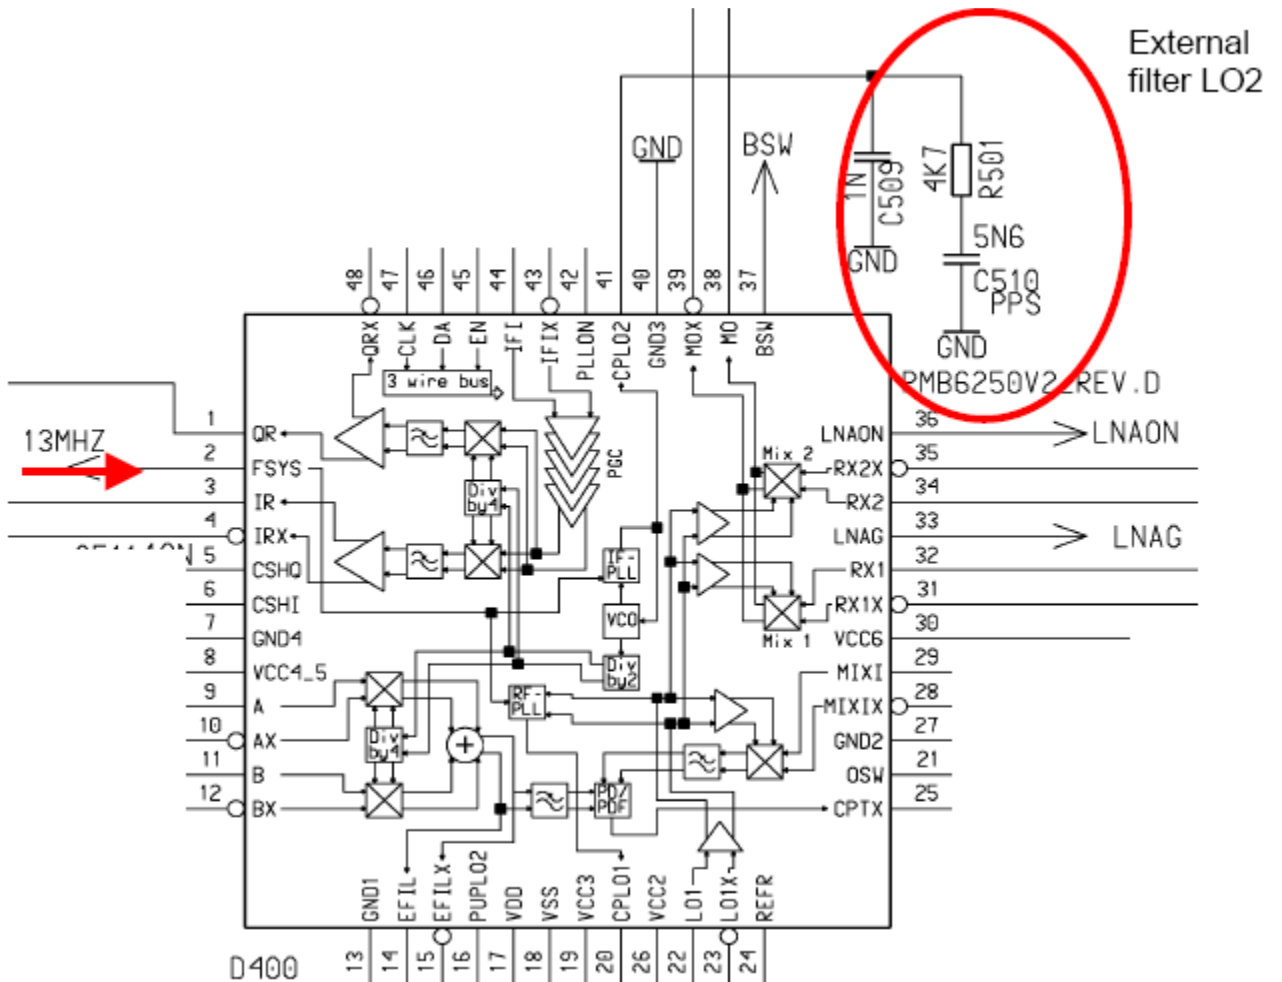 External
filter LO2
GND
BSW
1N
C509
4K7
R501
5N6
C510
PPS
GND
GND
48
47
46
45
44
43
42
41
40
39
38
37
QRX
CLK
DA
EN
IFI
IFIX
PLLON
CPLO2
GND3
MOX
MO
BSW
PMB6250V2_REV.D
3 wire bus
1
QR
36
LNAON
LNAON
13MHZ
2
FSYS
35
RX2X
Mix 2
PGC
3
IR
34
RX2
Div
by4
4
IRX
33
LNAG
LNAG
5
CSHQ
32
RX1
IF-
PLL
6
CSHI
31
RX1X
VCO
7
GND4
30
VCC6
Mix 1
8
VCC4_5
29
MIXI
Div
by2
9
A
28
MIXIX
RF-
PLL
10
AX
27
GND2
Div
by4
11
B
21
OSW
12
BX
25
CPTX
PD/
PDF
GND1
EFIL
EFILX
PUPLO2
VDD
VSS
VCC3
CPLO1
VCC2
LO1
LO1X
REFR
D400
13
14
15
16
17
18
19
20
26
22
23
24